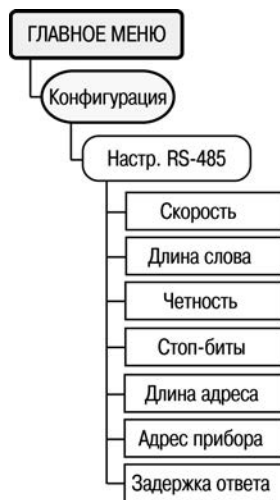 ГЛАВНОЕ МЕНЮ
Конфигурация
Настр. RS-485
Скорость
Длина слова
Четность
Стоп-биты
Длина адреса
Адрес прибора
Задержка ответа